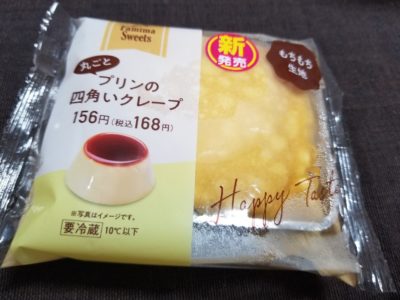 Famima
Sweets
丸ごと
プリンの
四角いクレープ
156円(税込168円)
新
発売
もちもち
生地
Happy Taste
※写真はイメージです。
要冷蔵 10℃以下